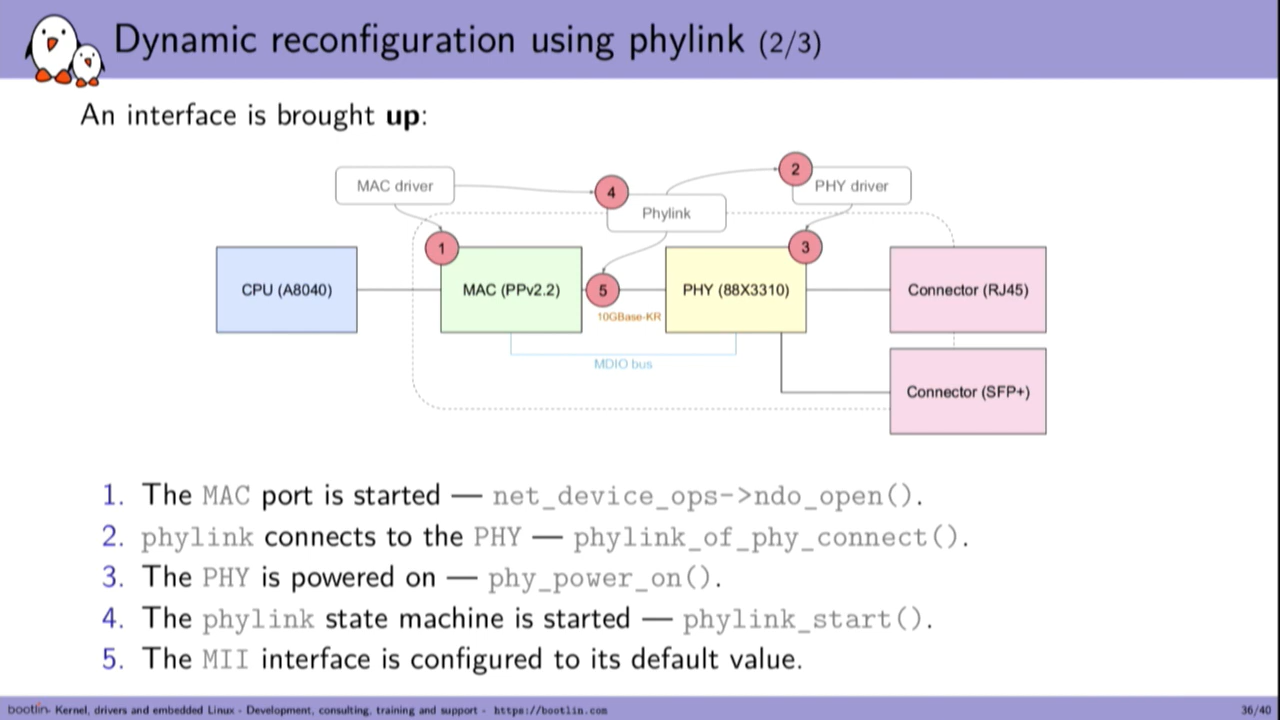 Dynamic reconfiguration using phylink (2/3)
An interface is brought up:
MAC driver
4
2
PHY driver
Phylink
1
3
CPU (A8040)
MAC (PPv2.2)
5
PHY (88X3310)
Connector (RJ45)
10GBase-KR
MDIO bus
Connector (SFP+)
1. The MAC port is started — net_device_ops->ndo_open().
2. phylink connects to the PHY — phylink_of_phy_connect().
3. The PHY is powered on — phy_power_on().
4. The phylink state machine is started — phylink_start().
5. The MII interface is configured to its default value.
bootlin - Kernel, drivers and embedded Linux - Development, consulting, training and support - https://bootlin.com
36/40